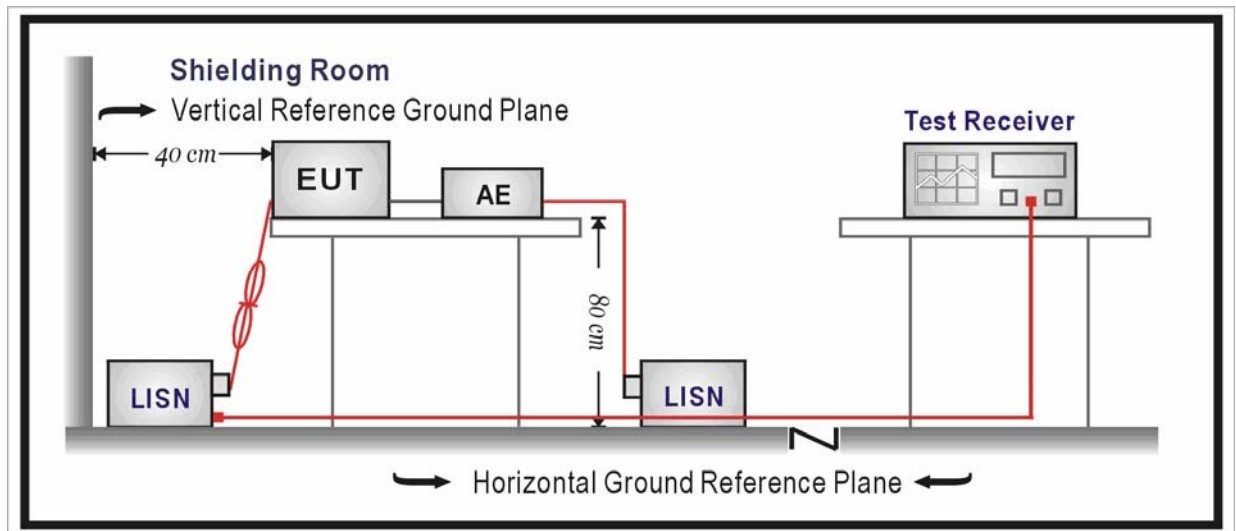 Shielding Room
Vertical Reference Ground Plane
40 cm
EUT
AE
Test Receiver
80 cm
LISN
LISN
Horizontal Ground Reference Plane